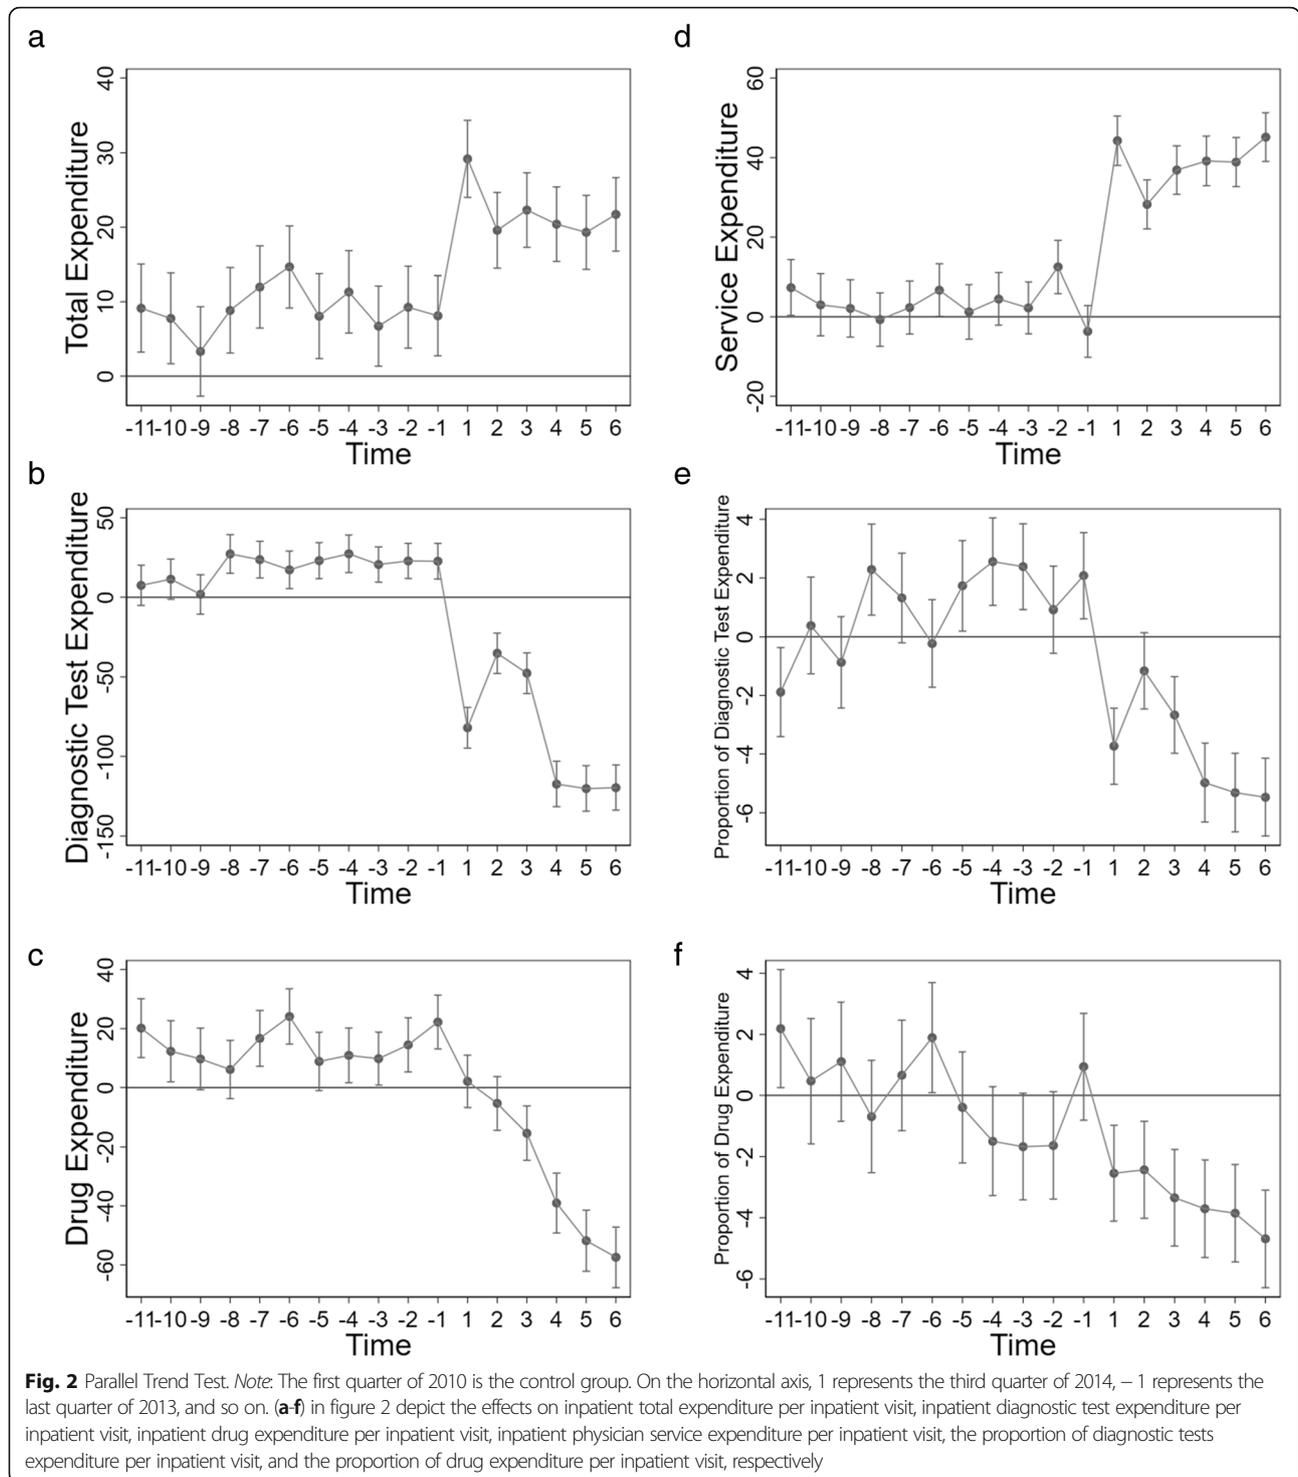 a
Total Expenditure
40
30
20
10
0
-11 -10 -9 -8 -7 -6 -5 -4 -3 -2 -1 1 2 3 4 5 6
Time
d
Service Expenditure
60
40
20
0
-20
-11 -10 -9 -8 -7 -6 -5 -4 -3 -2 -1 1 2 3 4 5 6
Time
b
Diagnostic Test Expenditure
50
0
-50
-100
-150
-11 -10 -9 -8 -7 -6 -5 -4 -3 -2 -1 1 2 3 4 5 6
Time
e
Proportion of Diagnostic Test Expenditure
4
2
0
-2
-4
-6
-11 -10 -9 -8 -7 -6 -5 -4 -3 -2 -1 1 2 3 4 5 6
Time
c
Drug Expenditure
40
20
0
-20
-40
-60
-11 -10 -9 -8 -7 -6 -5 -4 -3 -2 -1 1 2 3 4 5 6
Time
f
Proportion of Drug Expenditure
4
2
0
-2
-4
-6
-11 -10 -9 -8 -7 -6 -5 -4 -3 -2 -1 1 2 3 4 5 6
Time
Fig. 2 Parallel Trend Test. Note: The first quarter of 2010 is the control group. On the horizontal axis, 1 represents the third quarter of 2014, − 1 represents the
last quarter of 2013, and so on. (a-f) in figure 2 depict the effects on inpatient total expenditure per inpatient visit, inpatient diagnostic test expenditure per
inpatient visit, inpatient drug expenditure per inpatient visit, inpatient physician service expenditure per inpatient visit, the proportion of diagnostic tests
expenditure per inpatient visit, and the proportion of drug expenditure per inpatient visit, respectively